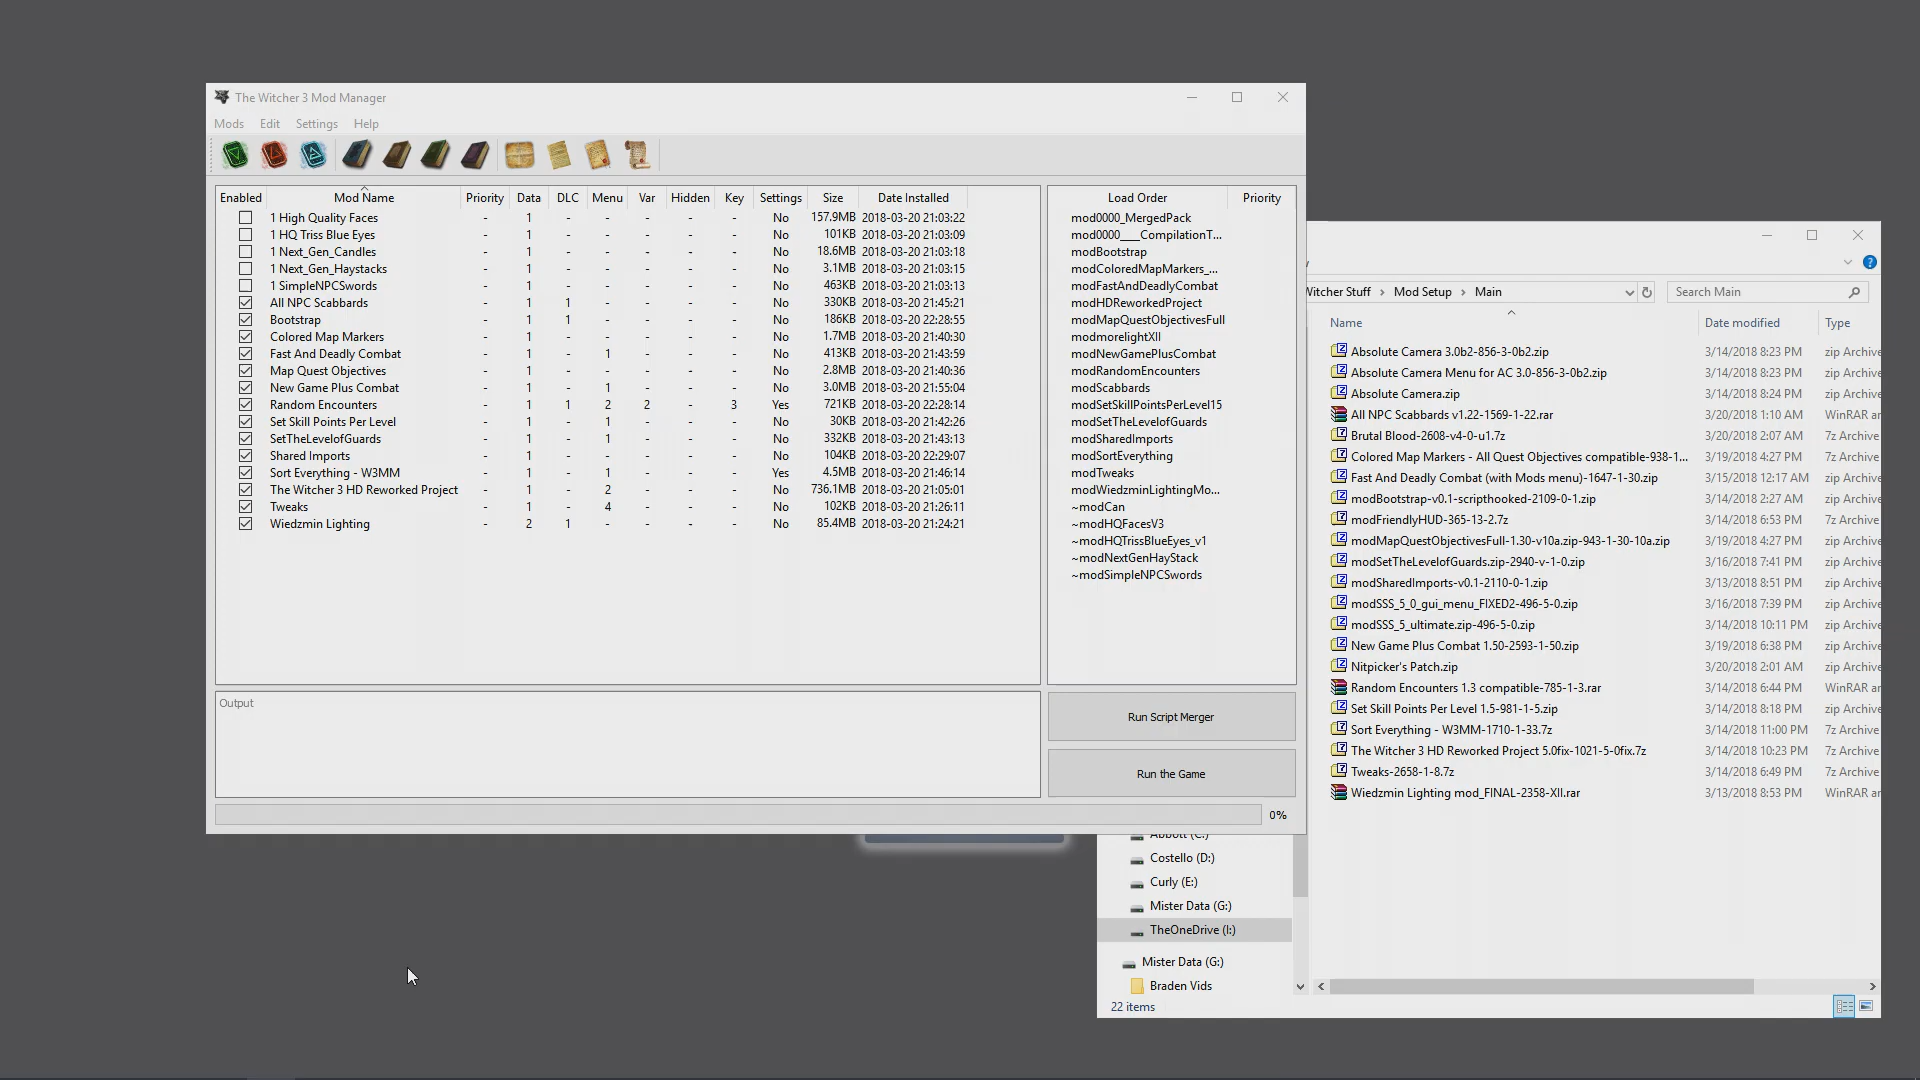 The Witcher 3 Mod Manager
Mods Edit Settings Help
Enabled Mod Name Priority Data DLC Menu Var Hidden Key Settings Size Date Installed
1 High Quality Faces - 1 - - - - - No 157.9MB 2018-03-20 21:03:22
1 HQ Triss Blue Eyes - 1 - - - - - No 101KB 2018-03-20 21:03:09
1 Next_Gen_Candles - 1 - - - - - No 18.6MB 2018-03-20 21:03:18
1 Next_Gen_Haystacks - 1 - - - - - No 3.1MB 2018-03-20 21:03:15
1 SimpleNPCSwords - 1 - - - - - No 463KB 2018-03-20 21:03:13
All NPC Scabbards - 1 1 - - - - No 330KB 2018-03-20 21:45:21
Bootstrap - 1 1 - - - - No 186KB 2018-03-20 22:28:55
Colored Map Markers - 1 - - - - - No 1.7MB 2018-03-20 21:40:30
Fast And Deadly Combat - 1 - 1 - - - No 413KB 2018-03-20 21:43:59
Map Quest Objectives - 1 - - - - - No 2.8MB 2018-03-20 21:40:36
New Game Plus Combat - 1 - 1 - - - No 3.0MB 2018-03-20 21:55:04
Random Encounters - 1 1 2 2 - 3 Yes 721KB 2018-03-20 22:28:14
Set Skill Points Per Level - 1 - 1 - - - No 30KB 2018-03-20 21:42:26
SetTheLevelofGuards - 1 - 1 - - - No 332KB 2018-03-20 21:43:13
Shared Imports - 1 - - - - - No 104KB 2018-03-20 22:29:07
Sort Everything - W3MM - 1 - 1 - - - Yes 4.5MB 2018-03-20 21:46:14
The Witcher 3 HD Reworked Project - 1 - 2 - - - No 736.1MB 2018-03-20 21:05:01
Tweaks - 1 - 4 - - - No 102KB 2018-03-20 21:26:11
Wiedzmin Lighting - 2 1 - - - - No 85.4MB 2018-03-20 21:24:21
Load Order Priority
mod0000_MergedPack
mod0000____CompilationT...
modBootstrap
modColoredMapMarkers_...
modFastAndDeadlyCombat
modHDReworkedProject
modMapQuestObjectivesFull
modmorelightXII
modNewGamePlusCombat
modRandomEncounters
modScabbards
modSetSkillPointsPerLevel15
modSetTheLevelofGuards
modSharedImports
modSortEverything
modTweaks
modWiedzminLightingMo...
~modCan
~modHQFacesV3
~modHQTrissBlueEyes_v1
~modNextGenHayStack
~modSimpleNPCSwords
Output
Run Script Merger
Run the Game
0%
Witcher Stuff > Mod Setup > Main
Search Main
Name Date modified Type
Absolute Camera 3.0b2-856-3-0b2.zip 3/14/2018 8:23 PM zip Archive
Absolute Camera Menu for AC 3.0-856-3-0b2.zip 3/14/2018 8:23 PM zip Archive
Absolute Camera.zip 3/14/2018 8:24 PM zip Archive
All NPC Scabbards v1.22-1569-1-22.rar 3/20/2018 1:10 AM WinRAR ar
Brutal Blood-2608-v4-0-u1.7z 3/20/2018 2:07 AM 7z Archive
Colored Map Markers - All Quest Objectives compatible-938-1... 3/19/2018 4:27 PM 7z Archive
Fast And Deadly Combat (with Mods menu)-1647-1-30.zip 3/15/2018 12:17 AM zip Archive
modBootstrap-v0.1-scripthooked-2109-0-1.zip 3/14/2018 2:27 AM zip Archive
modFriendlyHUD-365-13-2.7z 3/14/2018 6:53 PM 7z Archive
modMapQuestObjectivesFull-1.30-v10a.zip-943-1-30-10a.zip 3/19/2018 4:27 PM zip Archive
modSetTheLevelofGuards.zip-2940-v-1-0.zip 3/16/2018 7:41 PM zip Archive
modSharedImports-v0.1-2110-0-1.zip 3/13/2018 8:51 PM zip Archive
modSSS_5_0_gui_menu_FIXED2-496-5-0.zip 3/16/2018 7:39 PM zip Archive
modSSS_5_ultimate.zip-496-5-0.zip 3/14/2018 10:11 PM zip Archive
New Game Plus Combat 1.50-2593-1-50.zip 3/19/2018 6:38 PM zip Archive
Nitpicker's Patch.zip 3/20/2018 2:01 AM zip Archive
Random Encounters 1.3 compatible-785-1-3.rar 3/14/2018 6:44 PM WinRAR ar
Set Skill Points Per Level 1.5-981-1-5.zip 3/14/2018 8:18 PM zip Archive
Sort Everything - W3MM-1710-1-33.7z 3/14/2018 11:00 PM 7z Archive
The Witcher 3 HD Reworked Project 5.0fix-1021-5-0fix.7z 3/14/2018 10:23 PM 7z Archive
Tweaks-2658-1-8.7z 3/14/2018 6:49 PM 7z Archive
Wiedzmin Lighting mod_FINAL-2358-XII.rar 3/13/2018 8:53 PM WinRAR ar
Abbott (C:)
Costello (D:)
Curly (E:)
Mister Data (G:)
TheOneDrive (I:)
Mister Data (G:)
Braden Vids
22 items